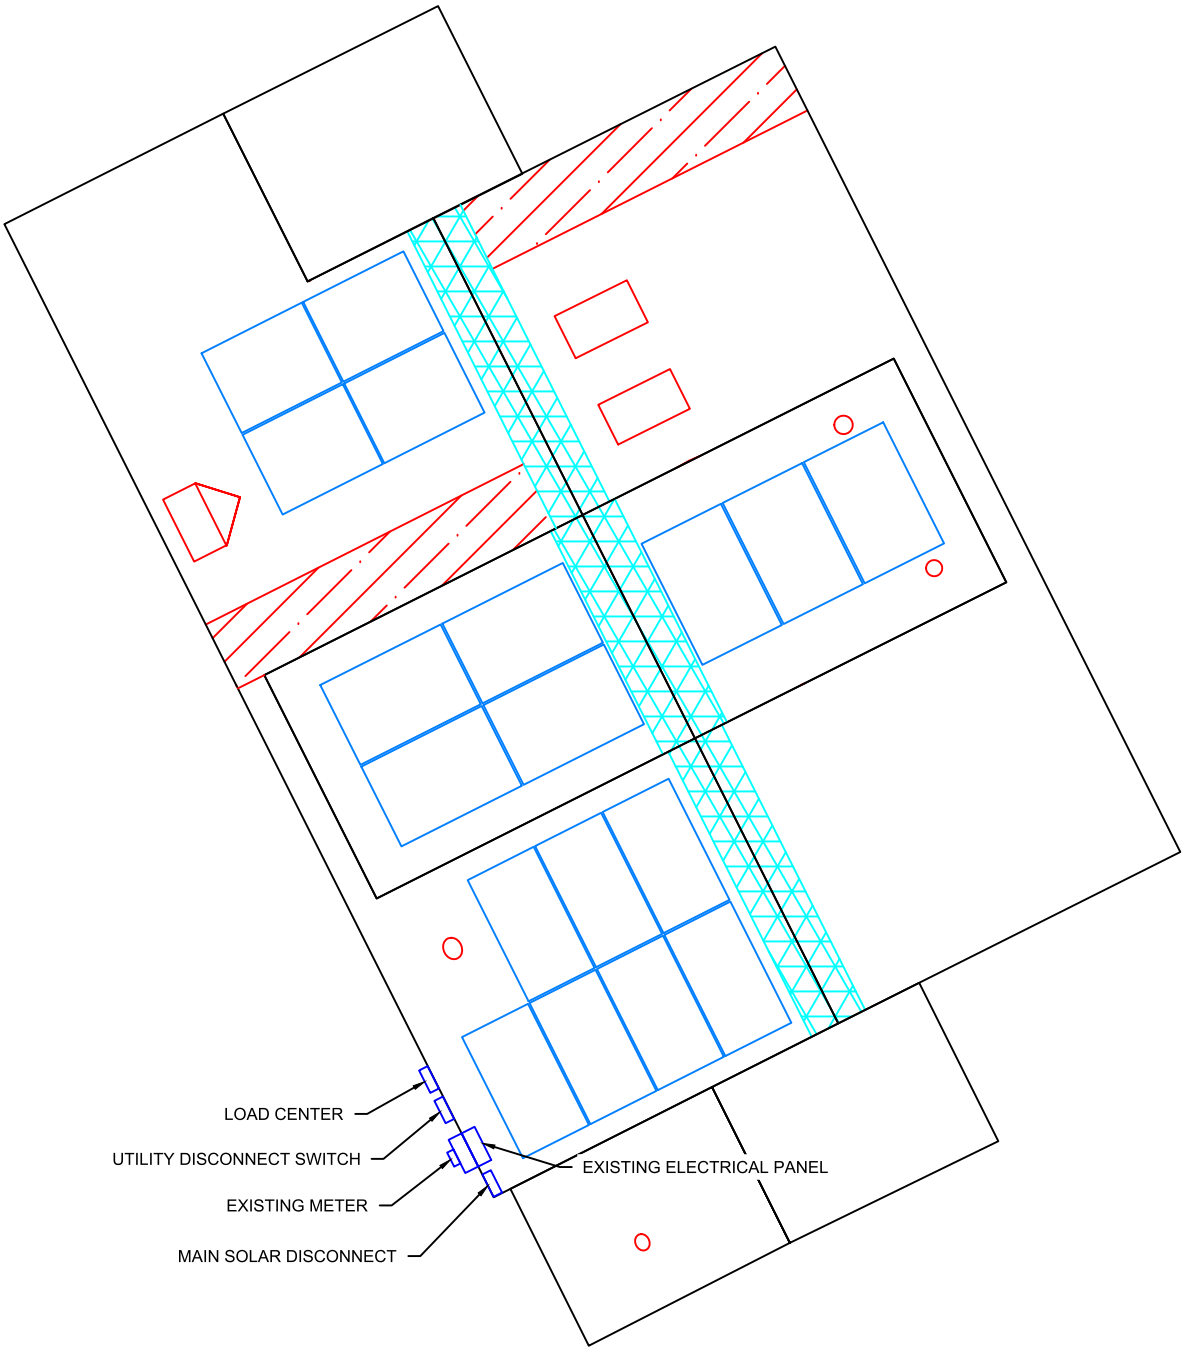 LOAD CENTER
UTILITY DISCONNECT SWITCH
EXISTING ELECTRICAL PANEL
EXISTING METER
MAIN SOLAR DISCONNECT